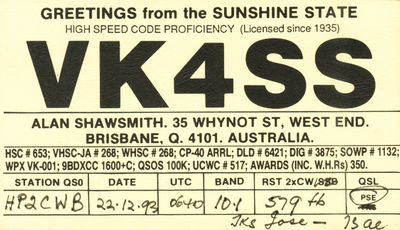 GREETINGS from the SUNSHINE STATE
HIGH SPEED CODE PROFICIENCY (Licensed since 1935)
VK4SS
ALAN SHAWSMITH. 35 WHYNOT ST, WEST END.
BRISBANE, Q. 4101. AUSTRALIA.
HSC # 653; VHSC-JA # 268; WHSC # 268; CP-40 ARRL; DLD # 6421; DIG # 3875; SOWP # 1132;
WPX VK-001; 9BDXCC 1600+C; QSOS 100K; UCWC # 517; AWARDS (INC. W.H.Rs) 350.
STATION QSO DATE UTC BAND RST 2xCW/SSB QSL
HP2CWB 22.12.93 0640 10.1 579 fb PSE
TKS Jose -